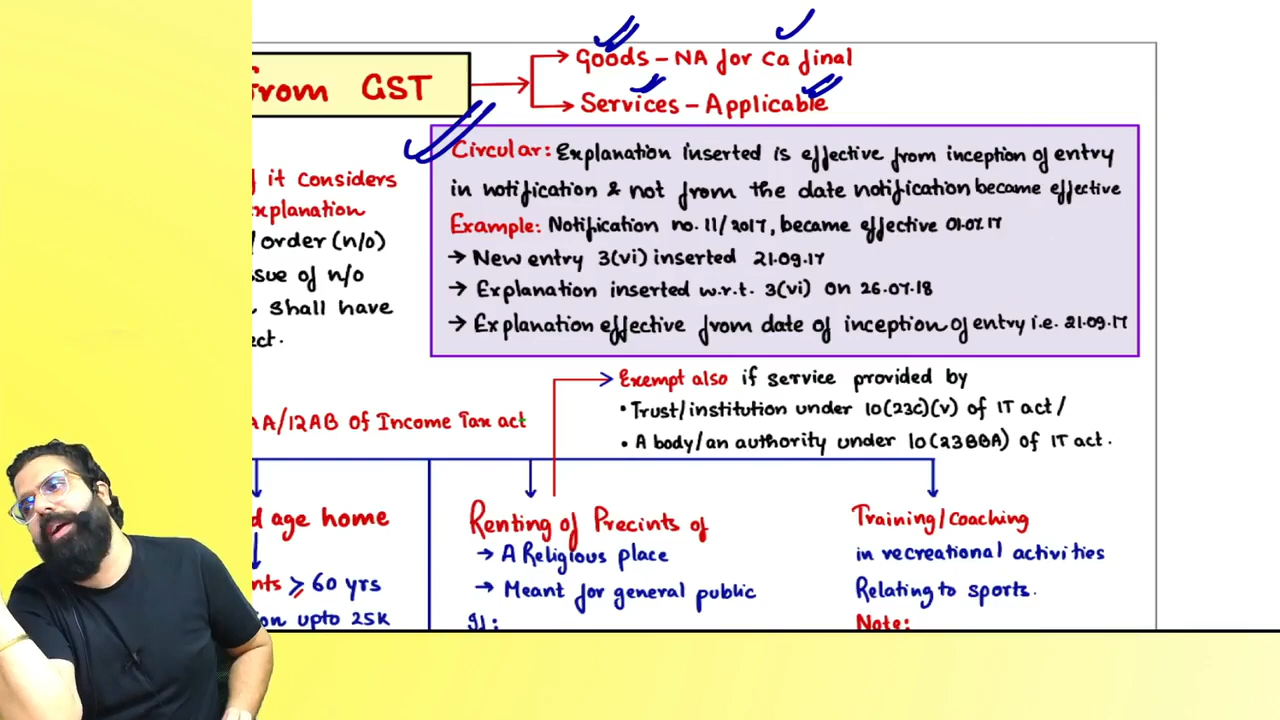 from GST
Goods - NA for Ca final
Services - Applicable
Circular: Explanation inserted is effective from inception of entry
in notification & not from the date notification became effective
Example: Notification no. 11/2017, became effective 01.07.17
→ New entry 3(vi) inserted 21.09.17
→ Explanation inserted w.r.t. 3(vi) on 26.07.18
→ Explanation effective from date of inception of entry i.e. 21.09.17
it Considers
explanation
/order (n/o)
ssue of n/o
Shall have
ect.
Exempt also if service provided by
• Trust/institution under 10(23C)(v) of IT act/
• A body/an authority under 10(23BBA) of IT act.
AA/12AB of Income Tax act
d age home
nts ≥ 60 yrs
on upto 25K
Renting of Precints of
→ A Religious place
→ Meant for general public
If:
Training/Coaching
in recreational activities
Relating to sports.
Note: